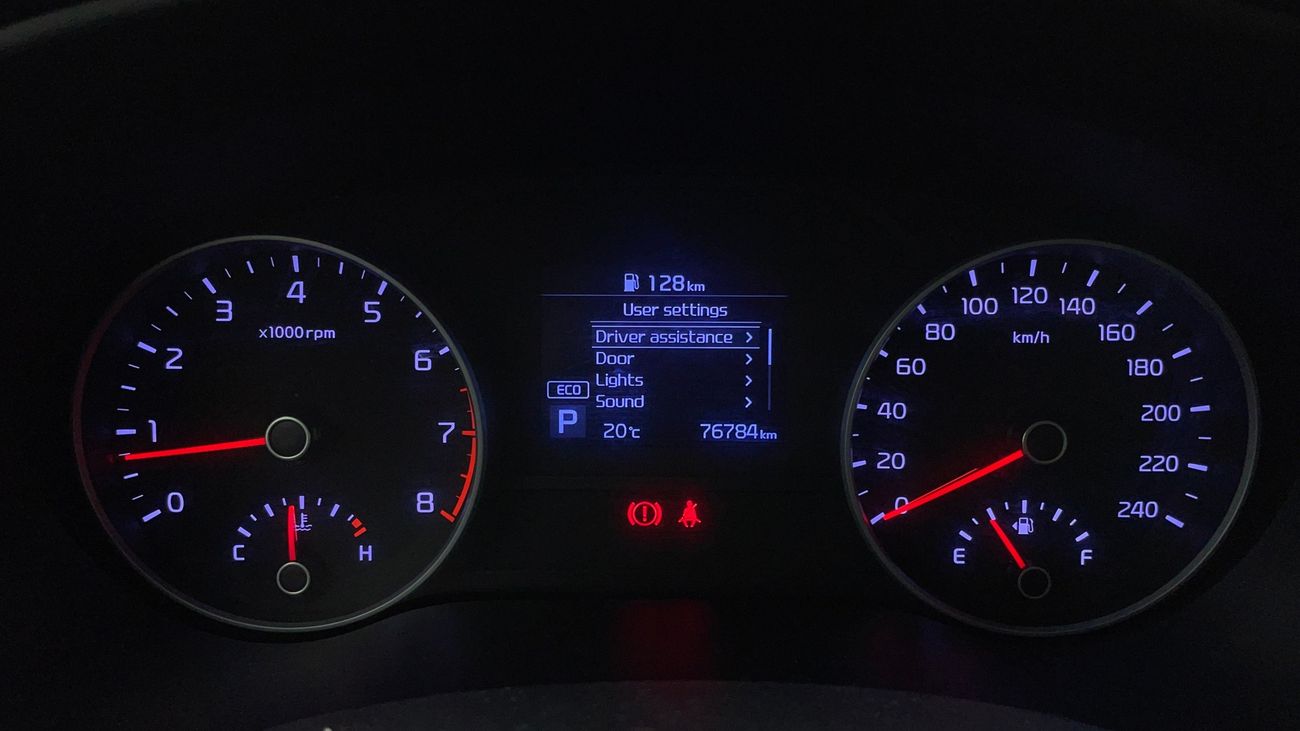 0
1
2
3
4
5
6
7
8
x1000rpm
C
H
128km
User settings
Driver assistance >
Door >
Lights >
Sound >
ECO
P
20°C
76784km
0
20
40
60
80
100
120
140
160
180
200
220
240
km/h
E
F